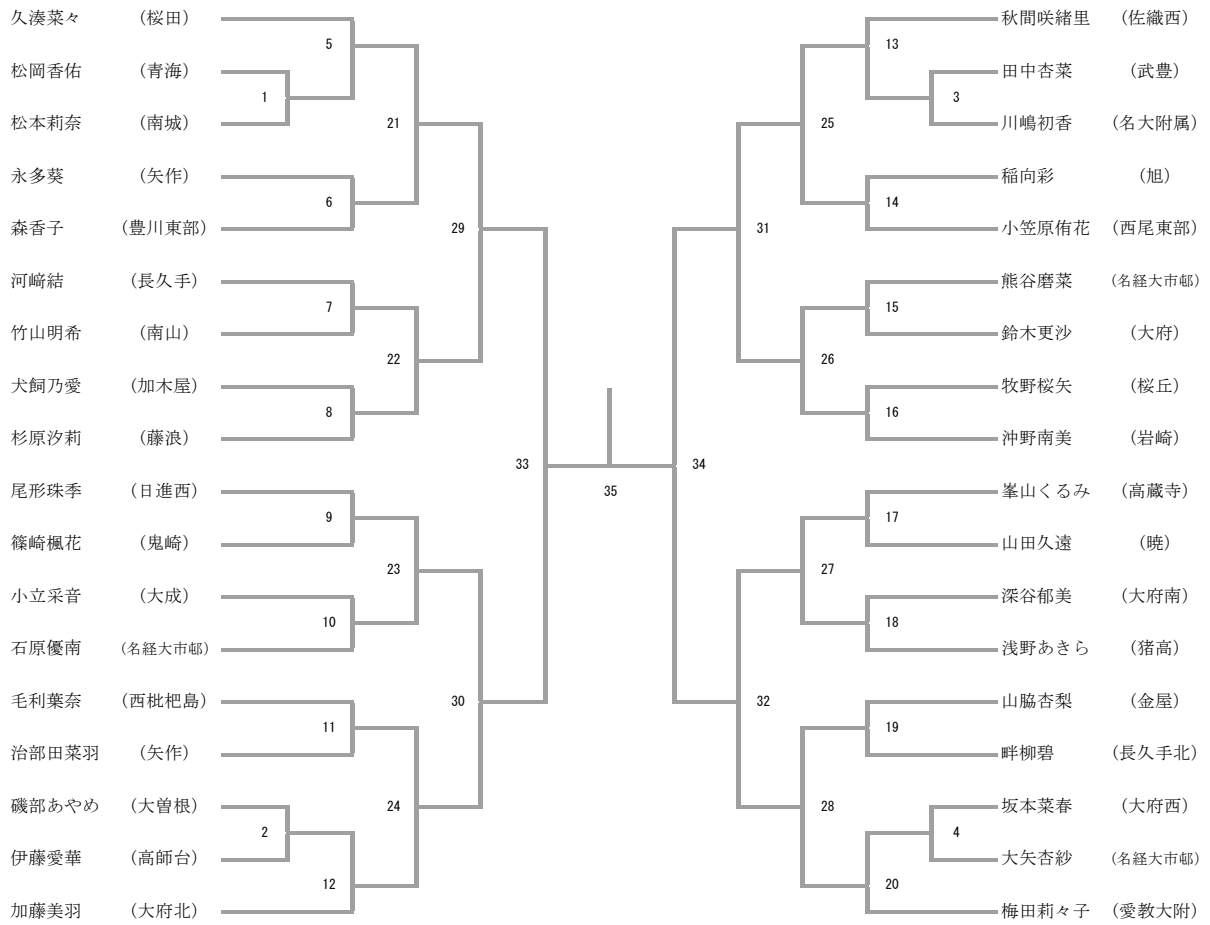 久湊菜々 （桜田） 秋間咲緒里 （佐織西）
5 13
松岡香佑 （青海） 田中杏菜 （武豊）
1 3
松本莉奈 （南城） 21 25 川嶋初香 （名大附属）
永多葵 （矢作） 稲向彩 （旭）
6 14
森香子 （豊川東部） 29 31 小笠原侑花 （西尾東部）
河﨑結 （長久手） 熊谷磨菜 （名経大市邨）
7 15
竹山明希 （南山） 鈴木更沙 （大府）
22 26
犬飼乃愛 （加木屋） 牧野桜矢 （桜丘）
8 16
杉原汐莉 （藤浪） 沖野南美 （岩崎）
33 34
35
尾形珠季 （日進西） 峯山くるみ （高蔵寺）
9 17
篠崎楓花 （鬼崎） 山田久遠 （暁）
23 27
小立采音 （大成） 深谷郁美 （大府南）
10 18
石原優南 （名経大市邨） 浅野あきら （猪高）
毛利葉奈 （西枇杷島） 30 32 山脇杏梨 （金屋）
11 19
治部田菜羽 （矢作） 畔柳碧 （長久手北）
磯部あやめ （大曽根） 24 28 坂本菜春 （大府西）
2 4
伊藤愛華 （高師台） 大矢杏紗 （名経大市邨）
12 20
加藤美羽 （大府北） 梅田莉々子 （愛教大附）